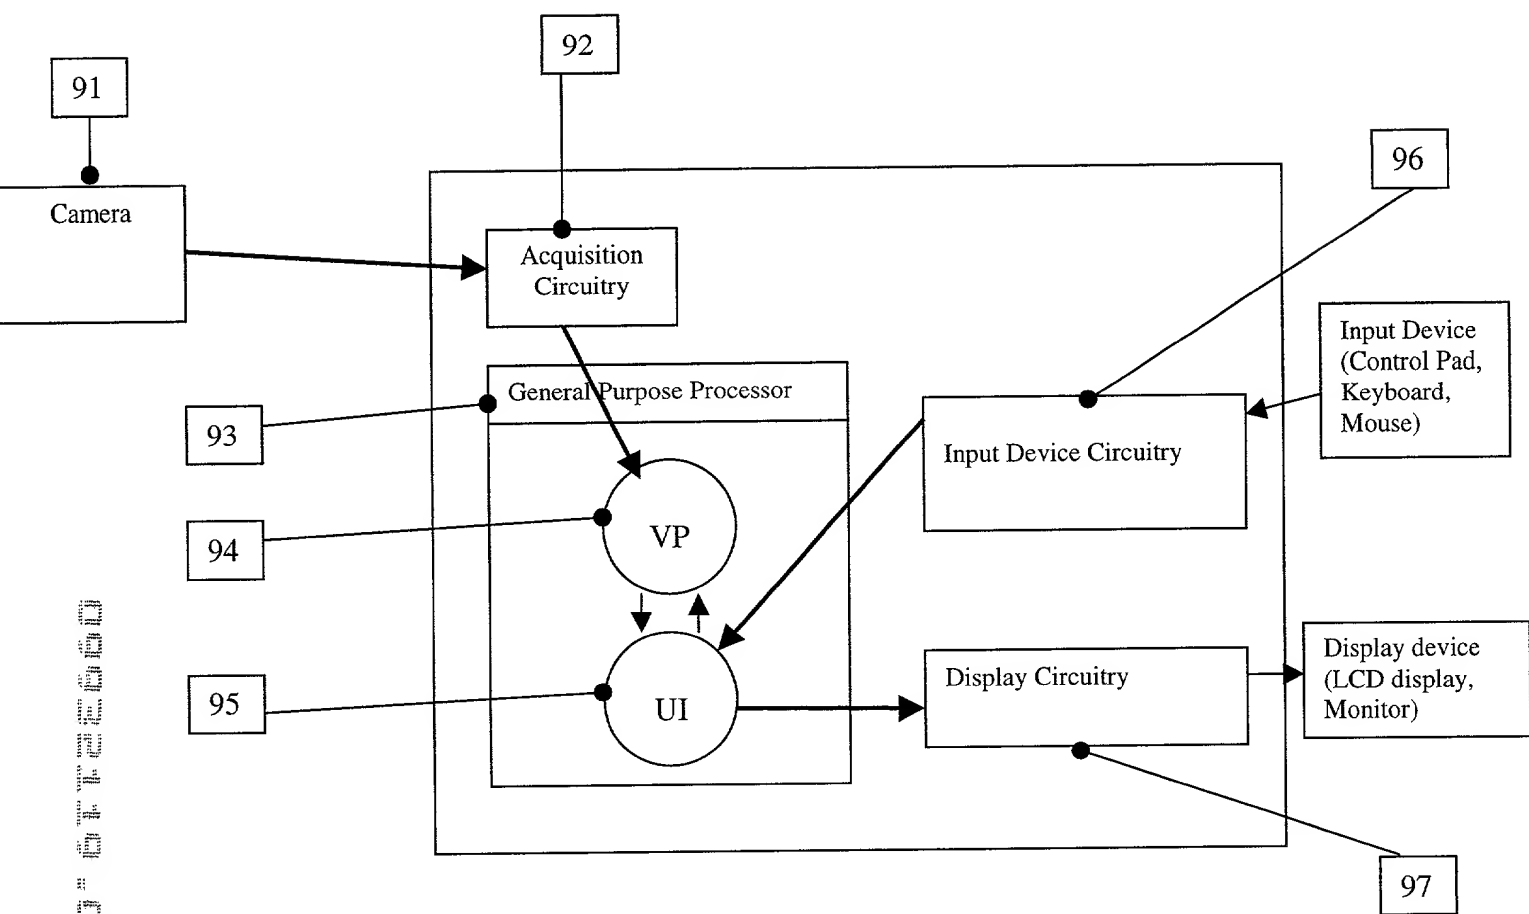 92
91
96
Camera
Acquisition
Circuitry
Input Device
(Control Pad,
Keyboard,
Mouse)
General Purpose Processor
93
Input Device Circuitry
VP
94
Display device
(LCD display,
Monitor)
Display Circuitry
95
UI
97